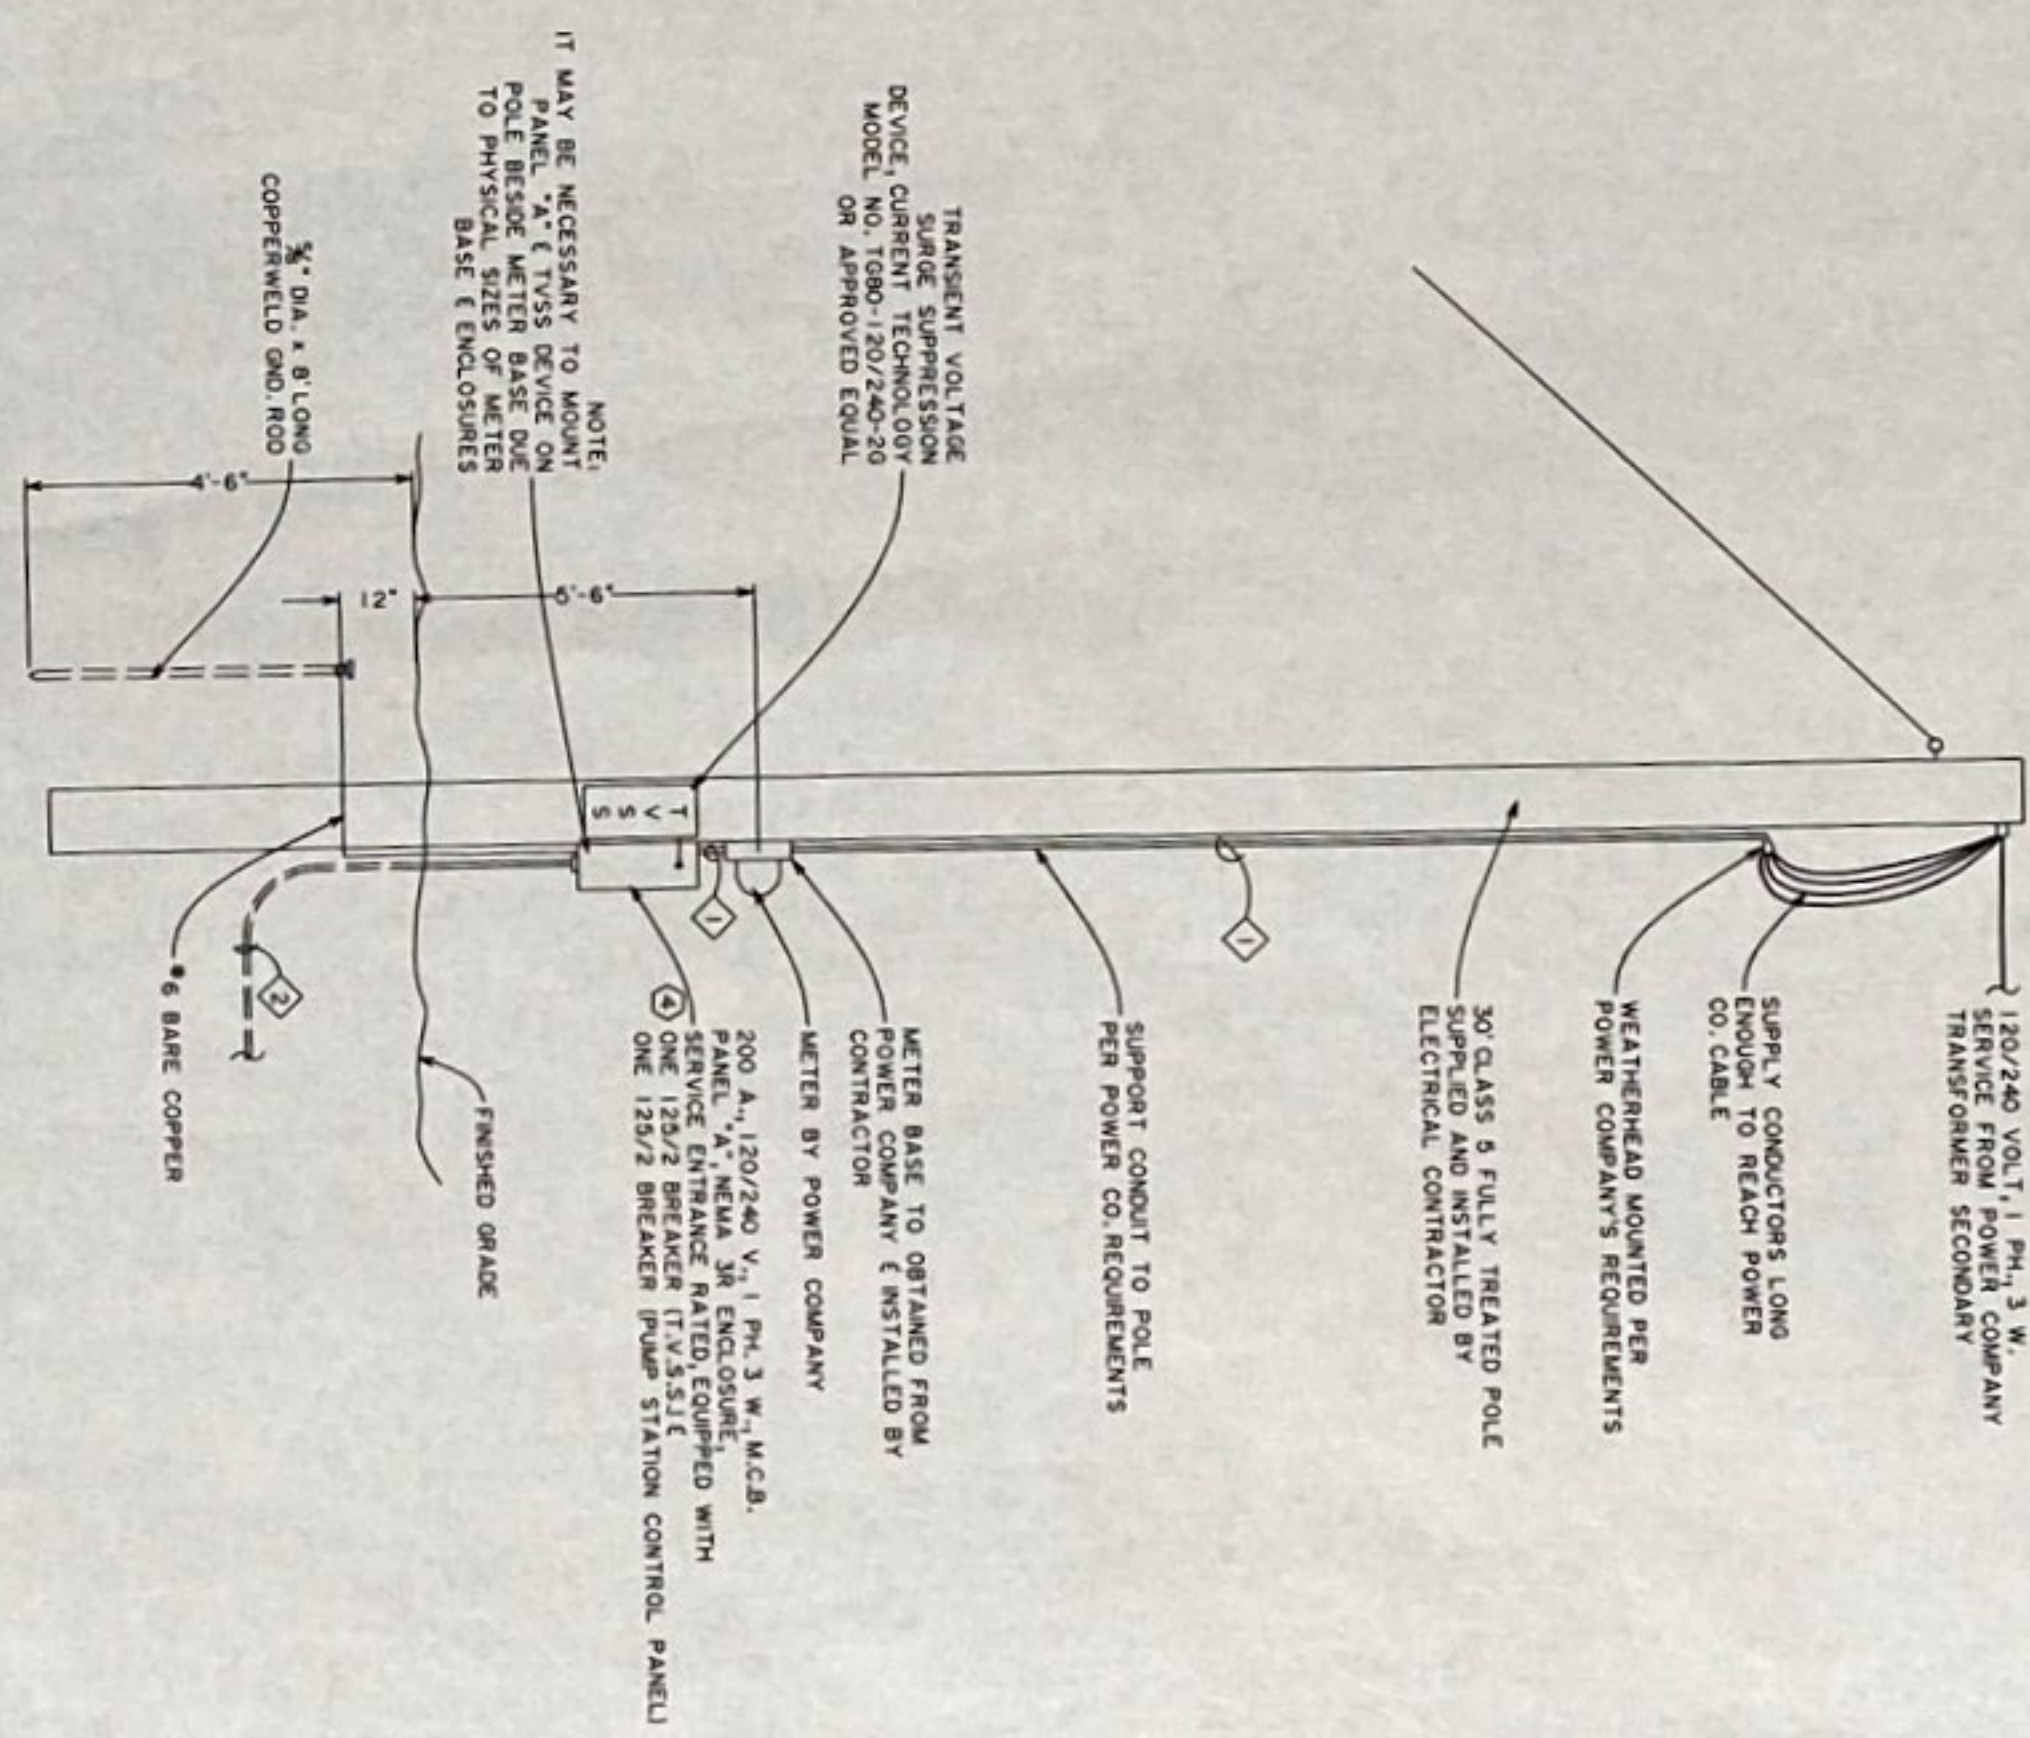 120/240 VOLT, 1 PH., 3 W.
SERVICE FROM POWER COMPANY
TRANSFORMER SECONDARY
SUPPLY CONDUCTORS LONG
ENOUGH TO REACH POWER
CO. CABLE
WEATHERHEAD MOUNTED PER
POWER COMPANY'S REQUIREMENTS
30' CLASS 5 FULLY TREATED POLE
SUPPLIED AND INSTALLED BY
ELECTRICAL CONTRACTOR
1
SUPPORT CONDUIT TO POLE
PER POWER CO. REQUIREMENTS
TRANSIENT VOLTAGE
SURGE SUPPRESSION
DEVICE, CURRENT TECHNOLOGY
MODEL NO. TG80-120/240-2G
OR APPROVED EQUAL
METER BASE TO OBTAINED FROM
POWER COMPANY & INSTALLED BY
CONTRACTOR
METER BY POWER COMPANY
1
T
V
S
S
200 A., 120/240 V., 1 PH. 3 W., M.C.B.
PANEL "A", NEMA 3R ENCLOSURE,
SERVICE ENTRANCE RATED, EQUIPPED WITH
4 ONE 125/2 BREAKER (T.V.S.S.) &
ONE 125/2 BREAKER (PUMP STATION CONTROL PANEL)
NOTE:
IT MAY BE NECESSARY TO MOUNT
PANEL "A" & TVSS DEVICE ON
POLE BESIDE METER BASE DUE
TO PHYSICAL SIZES OF METER
BASE & ENCLOSURES
5'-6"
FINISHED GRADE
12"
4'-6"
5/8" DIA. x 8' LONG
COPPERWELD GND. ROD
2
#6 BARE COPPER